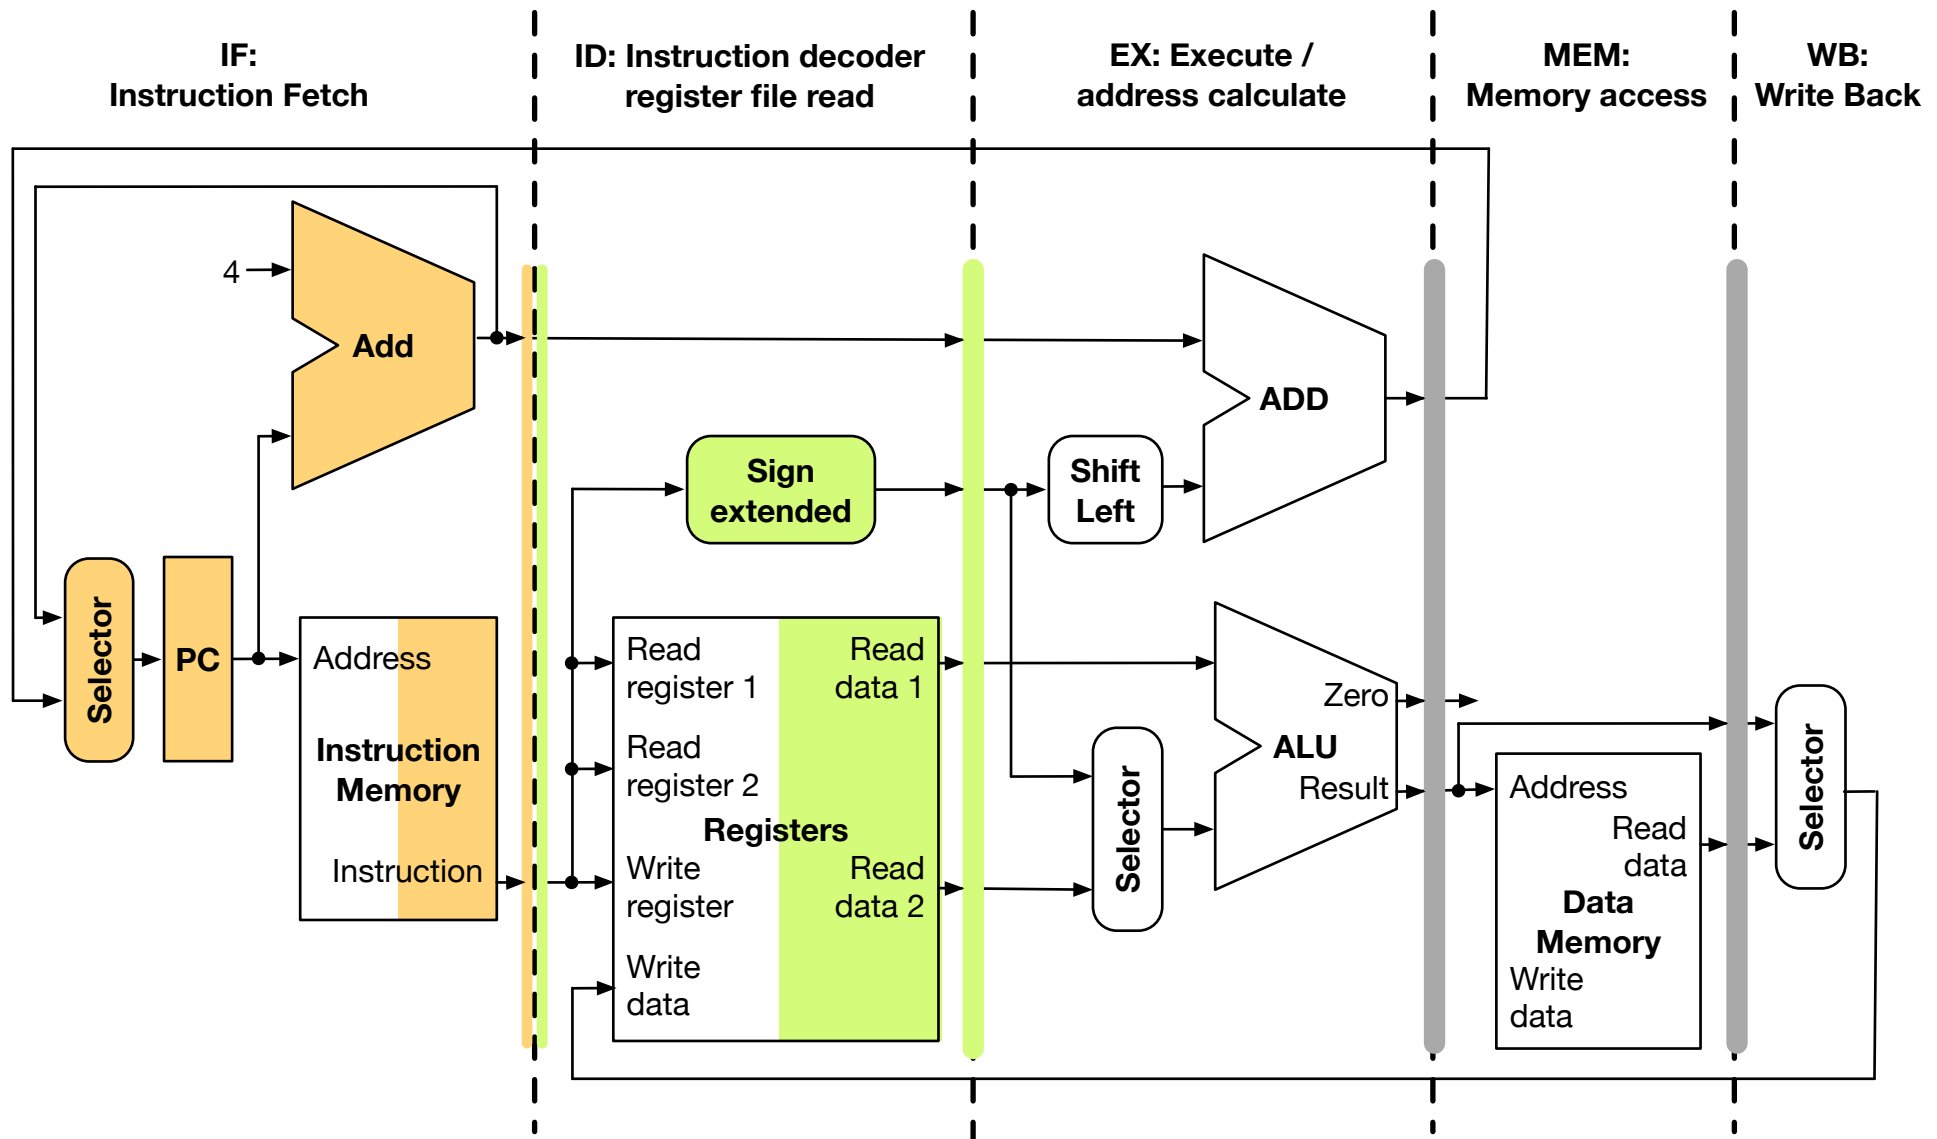 IF:
Instruction Fetch
ID: Instruction decoder
register file read
EX: Execute /
address calculate
MEM:
Memory access
WB:
Write Back
4
Add
ADD
Sign
extended
Shift
Left
Selector
PC
Address
Instruction
Memory
Instruction
Read
register 1
Read
data 1
Read
register 2
Registers
Write
register
Read
data 2
Write
data
Selector
Zero
ALU
Result
Address
Read
data
Data
Memory
Write
data
Selector